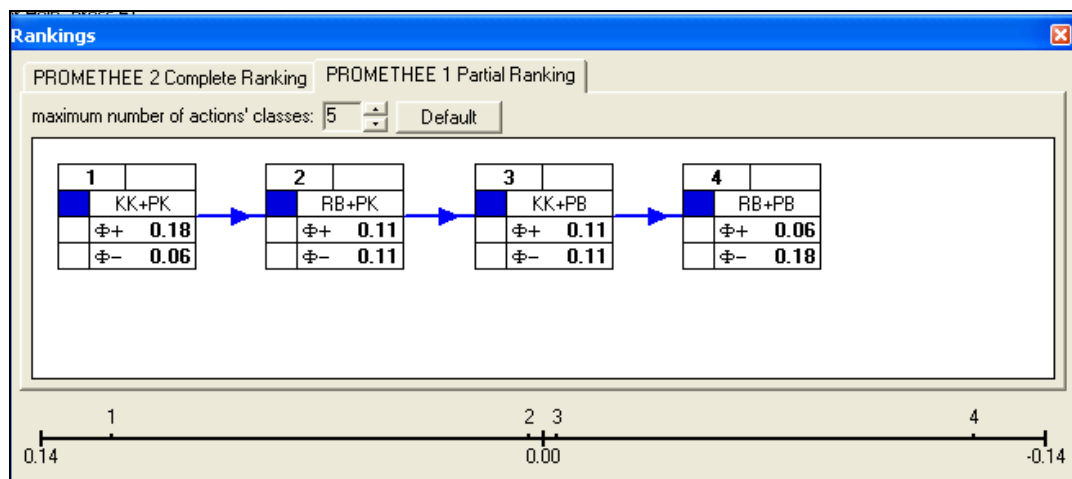 Rankings
PROMETHEE 2 Complete Ranking PROMETHEE 1 Partial Ranking
maximum number of actions' classes: 5 Default
1 2 3 4
KK+PK RB+PK KK+PB RB+PB
Φ+ 0.18 Φ+ 0.11 Φ+ 0.11 Φ+ 0.06
Φ− 0.06 Φ− 0.11 Φ− 0.11 Φ− 0.18
1 2 3 4
0.14 0.00 -0.14